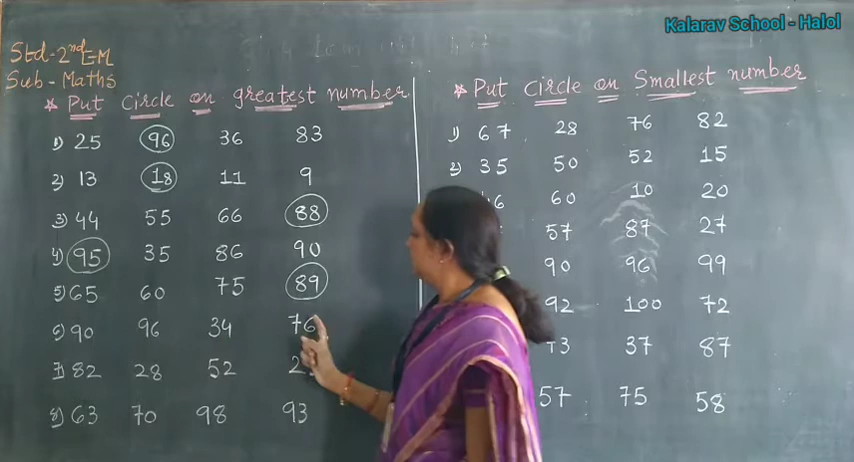 Kalarav School - Halol
Std-2nd E.M
Sub - Maths
* Put circle on greatest number
1) 25 96 36 83
2) 13 18 11 9
3) 44 55 66 88
4) 95 35 86 90
5) 65 60 75 89
6) 90 96 34 76
7) 82 28 52
8) 63 70 98 93
* Put circle on Smallest number
1) 67 28 76 82
2) 35 50 52 15
60 10 20
57 87 27
90 96 99
92 100 72
37 87
57 75 58